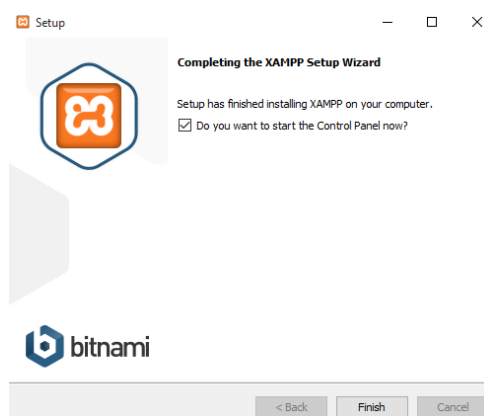 Setup
Completing the XAMPP Setup Wizard
Setup has finished installing XAMPP on your computer.
Do you want to start the Control Panel now?
bitnami
< Back
Finish
Cancel